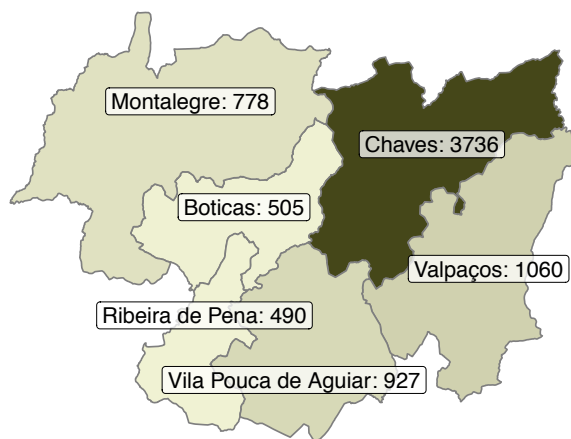 Montalegre: 778
Chaves: 3736
Boticas: 505
Valpaços: 1060
Ribeira de Pena: 490
Vila Pouca de Aguiar: 927